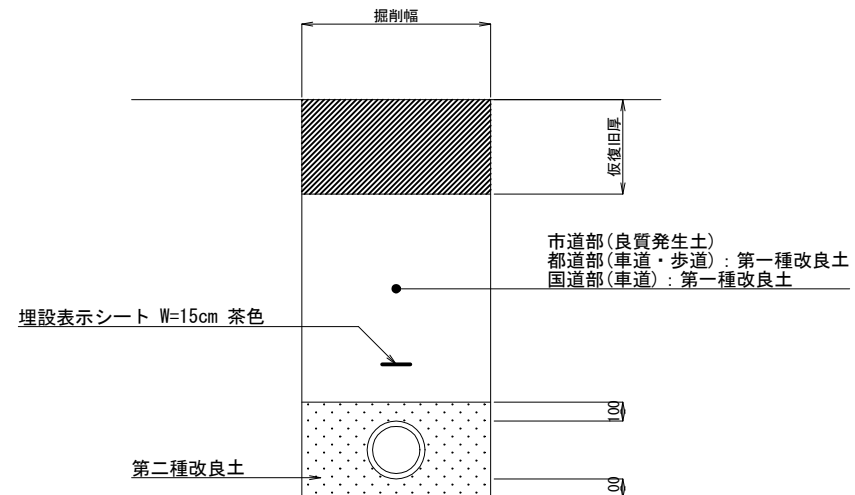 掘削幅
仮復旧厚
市道部(良質発生土)
都道部(車道・歩道):第一種改良土
国道部(車道):第一種改良土
埋設表示シート W=15cm 茶色
100
第二種改良土